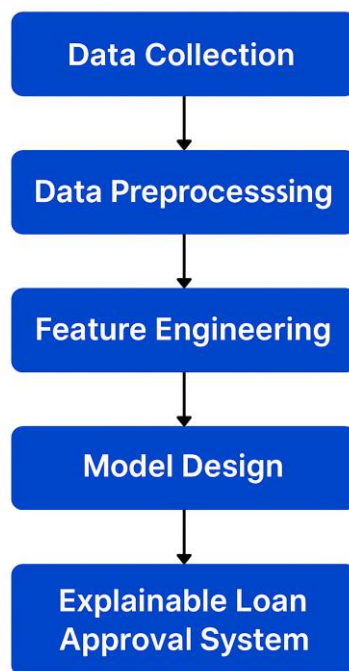 Data Collection
Data Preprocesssing
Feature Engineering
Model Design
Explainable Loan
Approval System